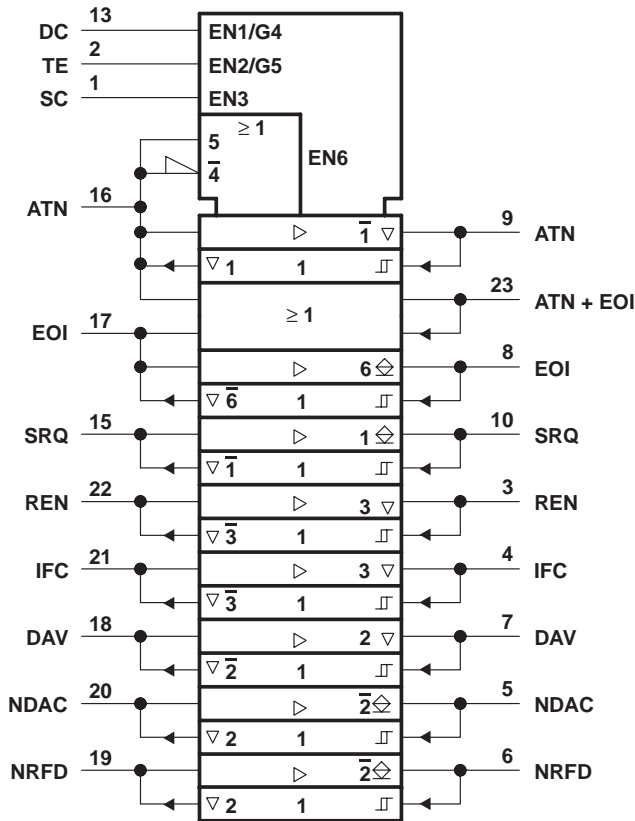 DC 13 EN1/G4
TE 2 EN2/G5
SC 1 EN3
≥ 1
5
4̅
EN6
ATN 16
▷ 1̅ ▽ 9 ATN
▽ 1 1
23 ATN + EOI
≥ 1
EOI 17
▷ 6 8 EOI
▽ 6̅ 1
SRQ 15 ▷ 1 10 SRQ
▽ 1̅ 1
REN 22 ▷ 3 ▽ 3 REN
▽ 3̅ 1
IFC 21 ▷ 3 ▽ 4 IFC
▽ 3̅ 1
DAV 18 ▷ 2 ▽ 7 DAV
▽ 2̅ 1
NDAC 20 ▷ 2̅ 5 NDAC
▽ 2 1
NRFD 19 ▷ 2̅ 6 NRFD
▽ 2 1